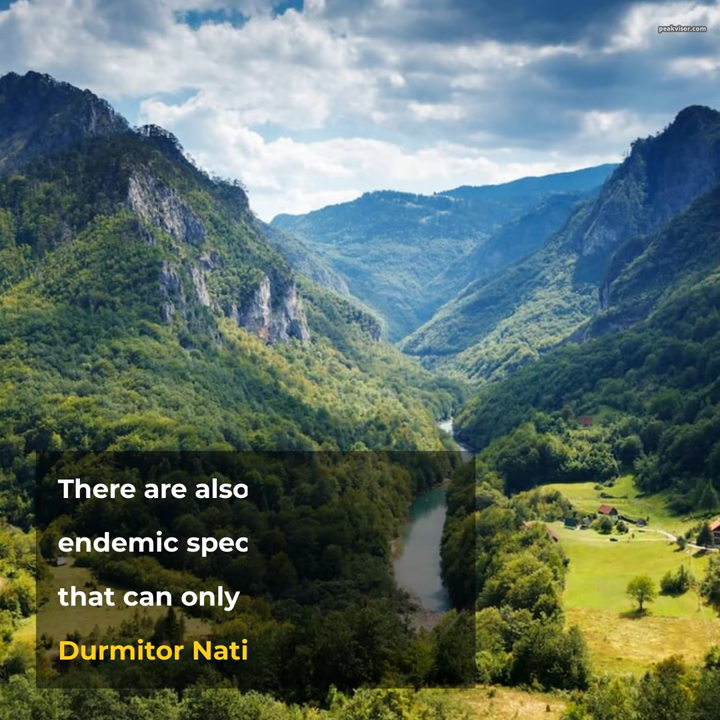 peakvisor.com
There are also
endemic spec
that can only
Durmitor Nati